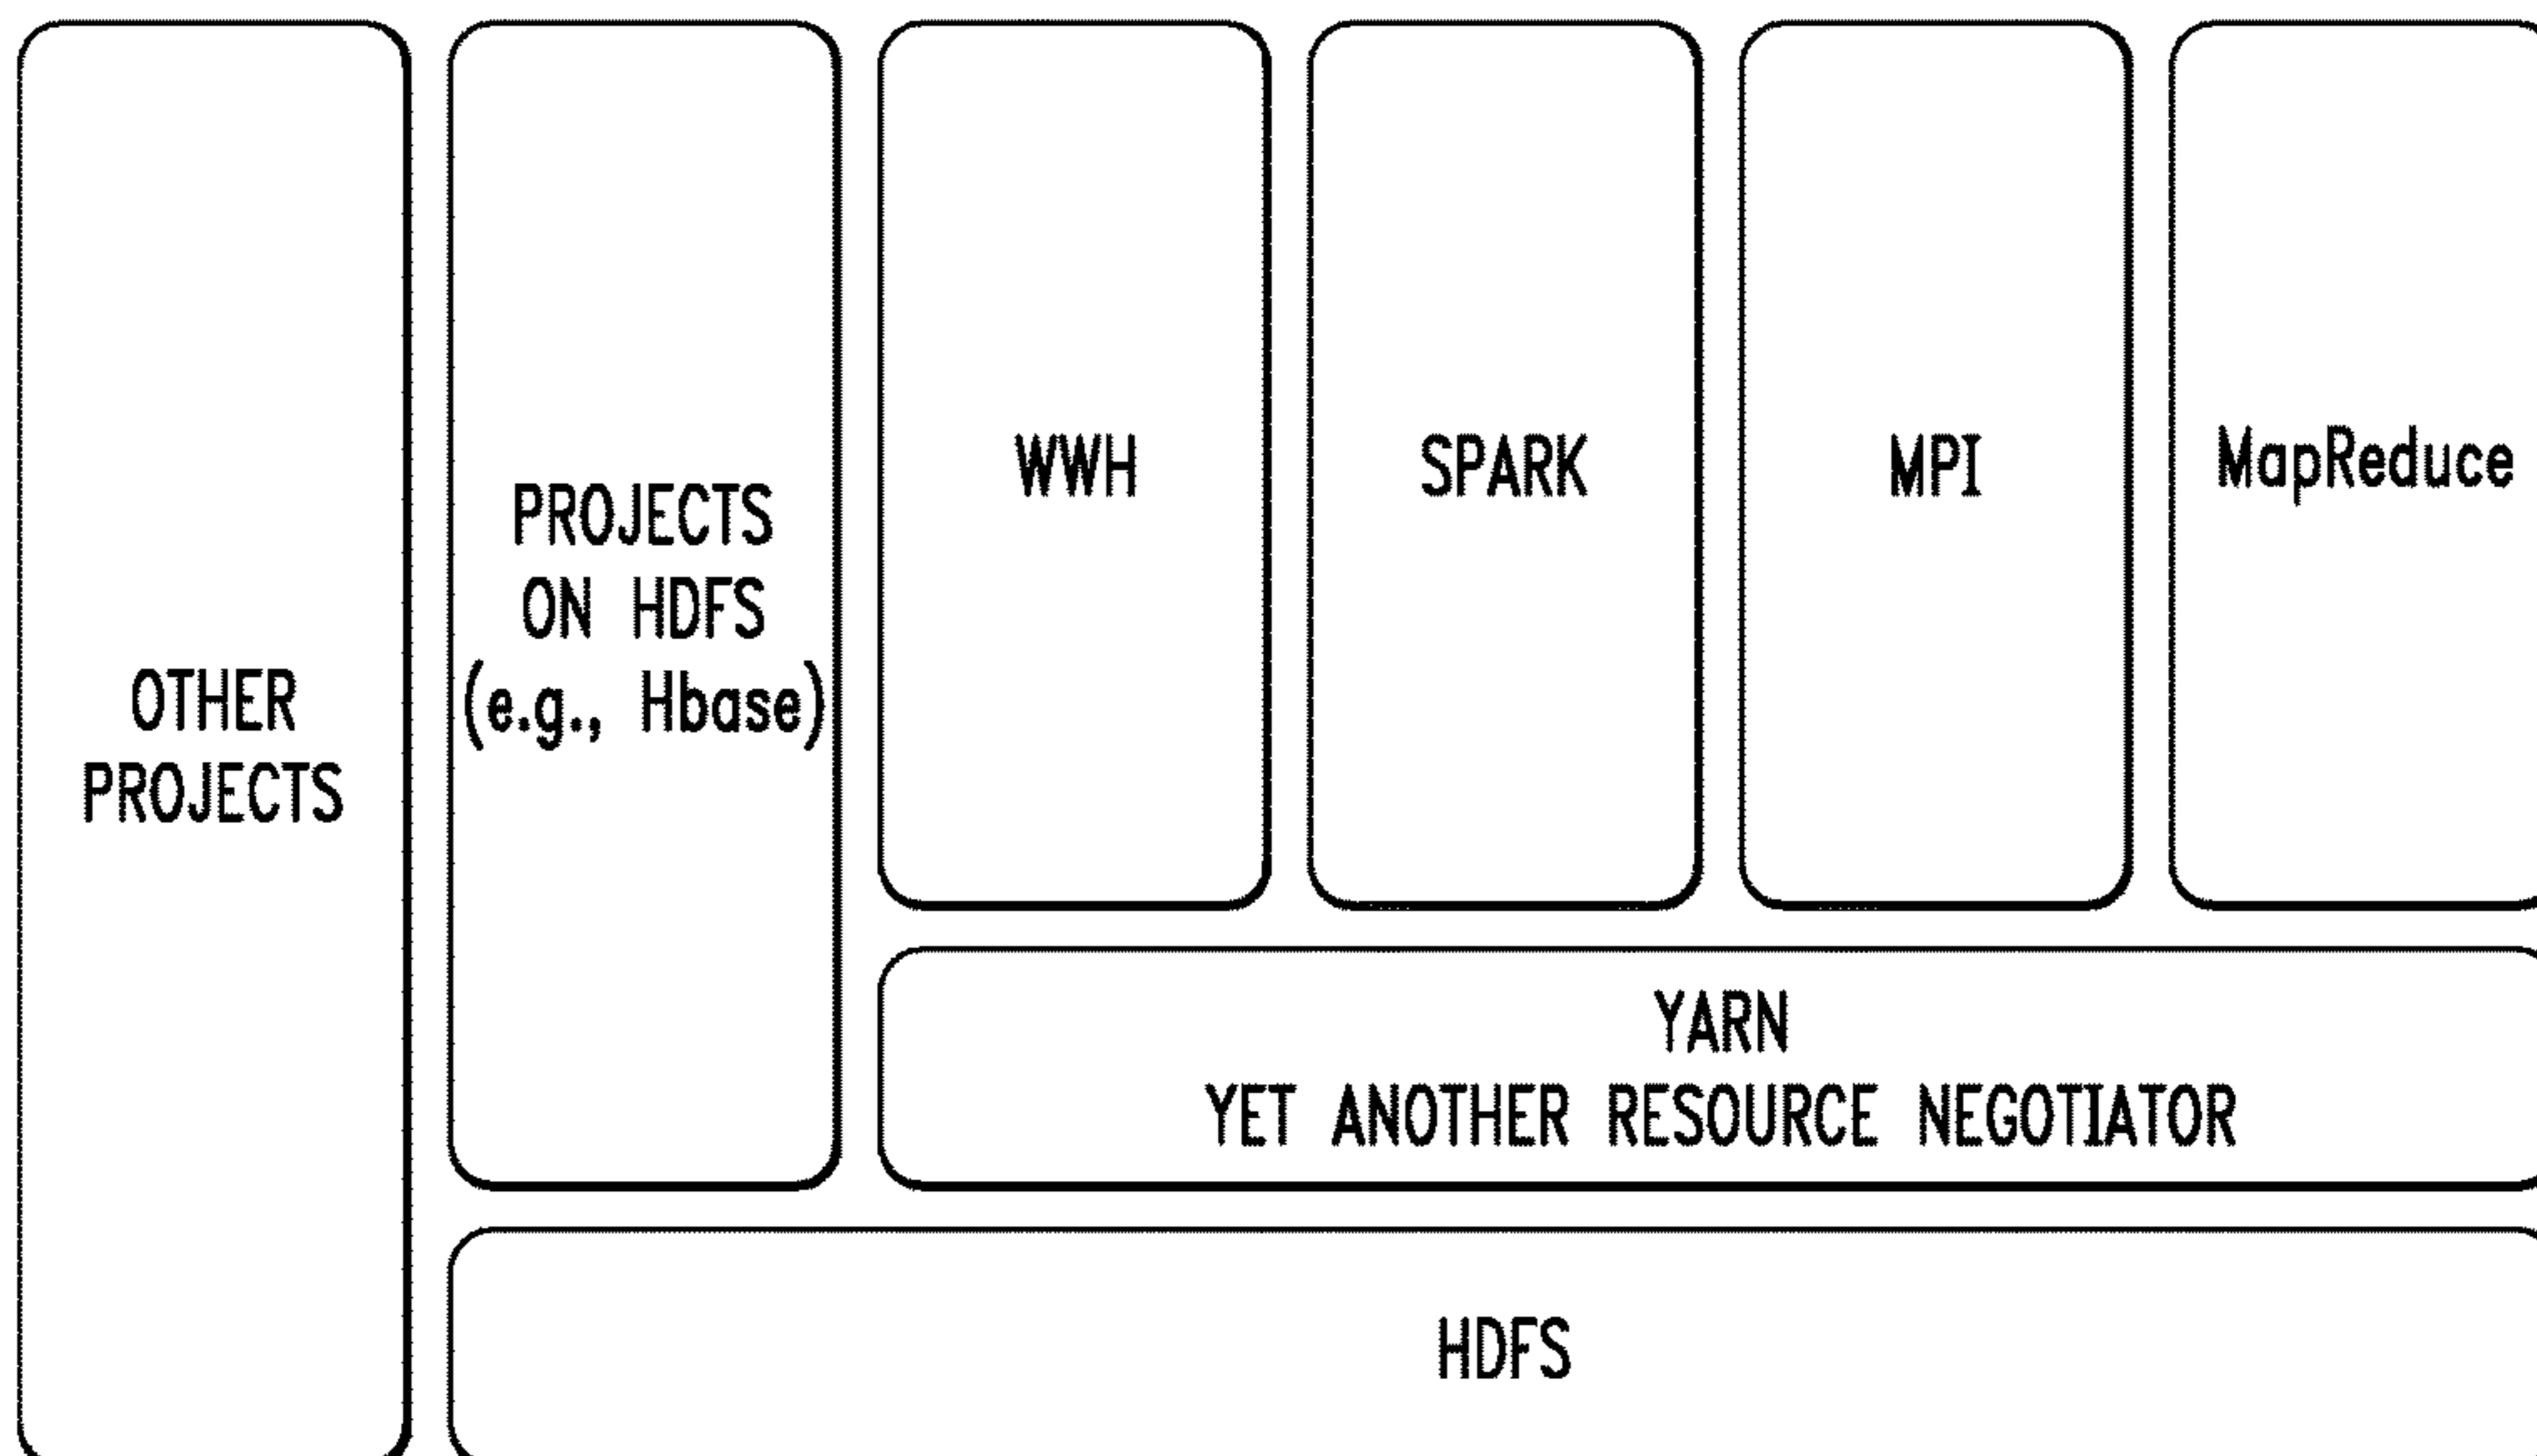 OTHER
PROJECTS
PROJECTS
ON HDFS
(e.g., Hbase)
WWH
SPARK
MPI
MapReduce
YARN
YET ANOTHER RESOURCE NEGOTIATOR
HDFS